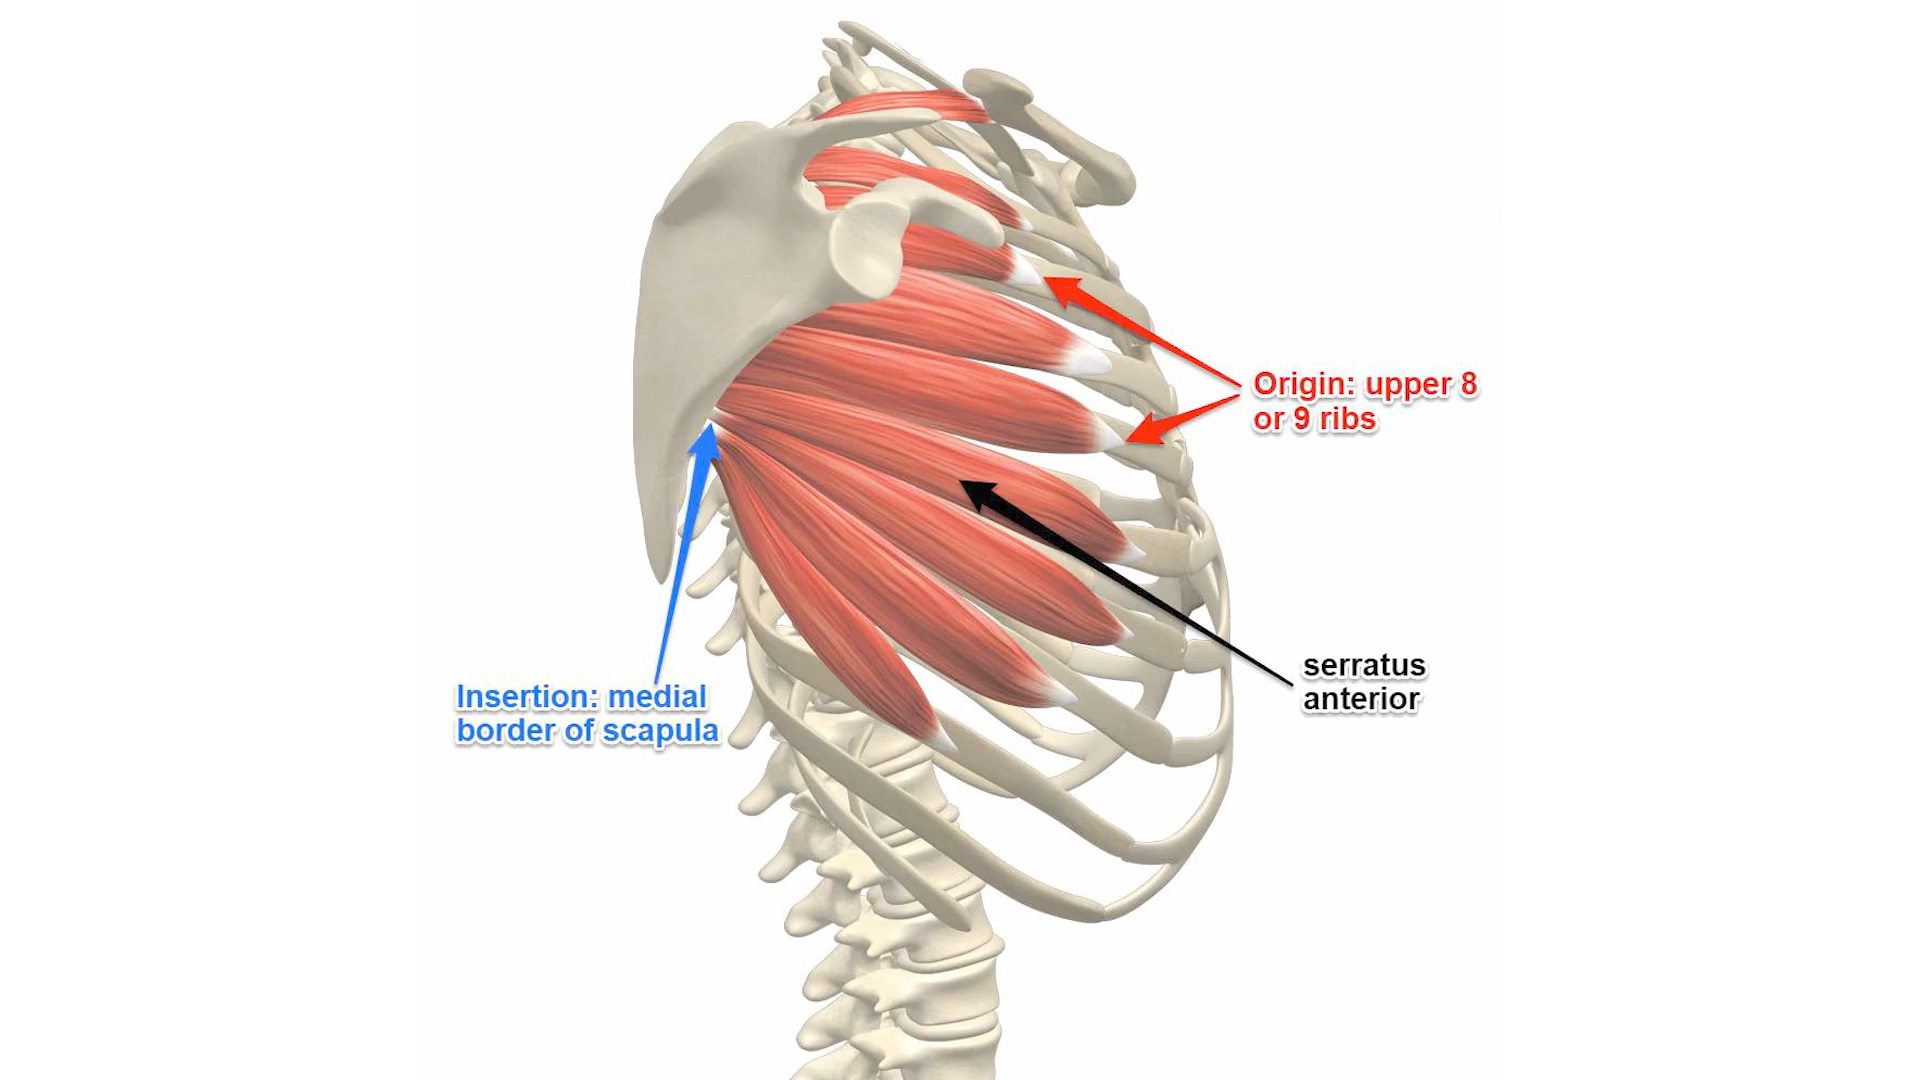 Origin: upper 8
or 9 ribs
serratus
anterior
Insertion: medial
border of scapula